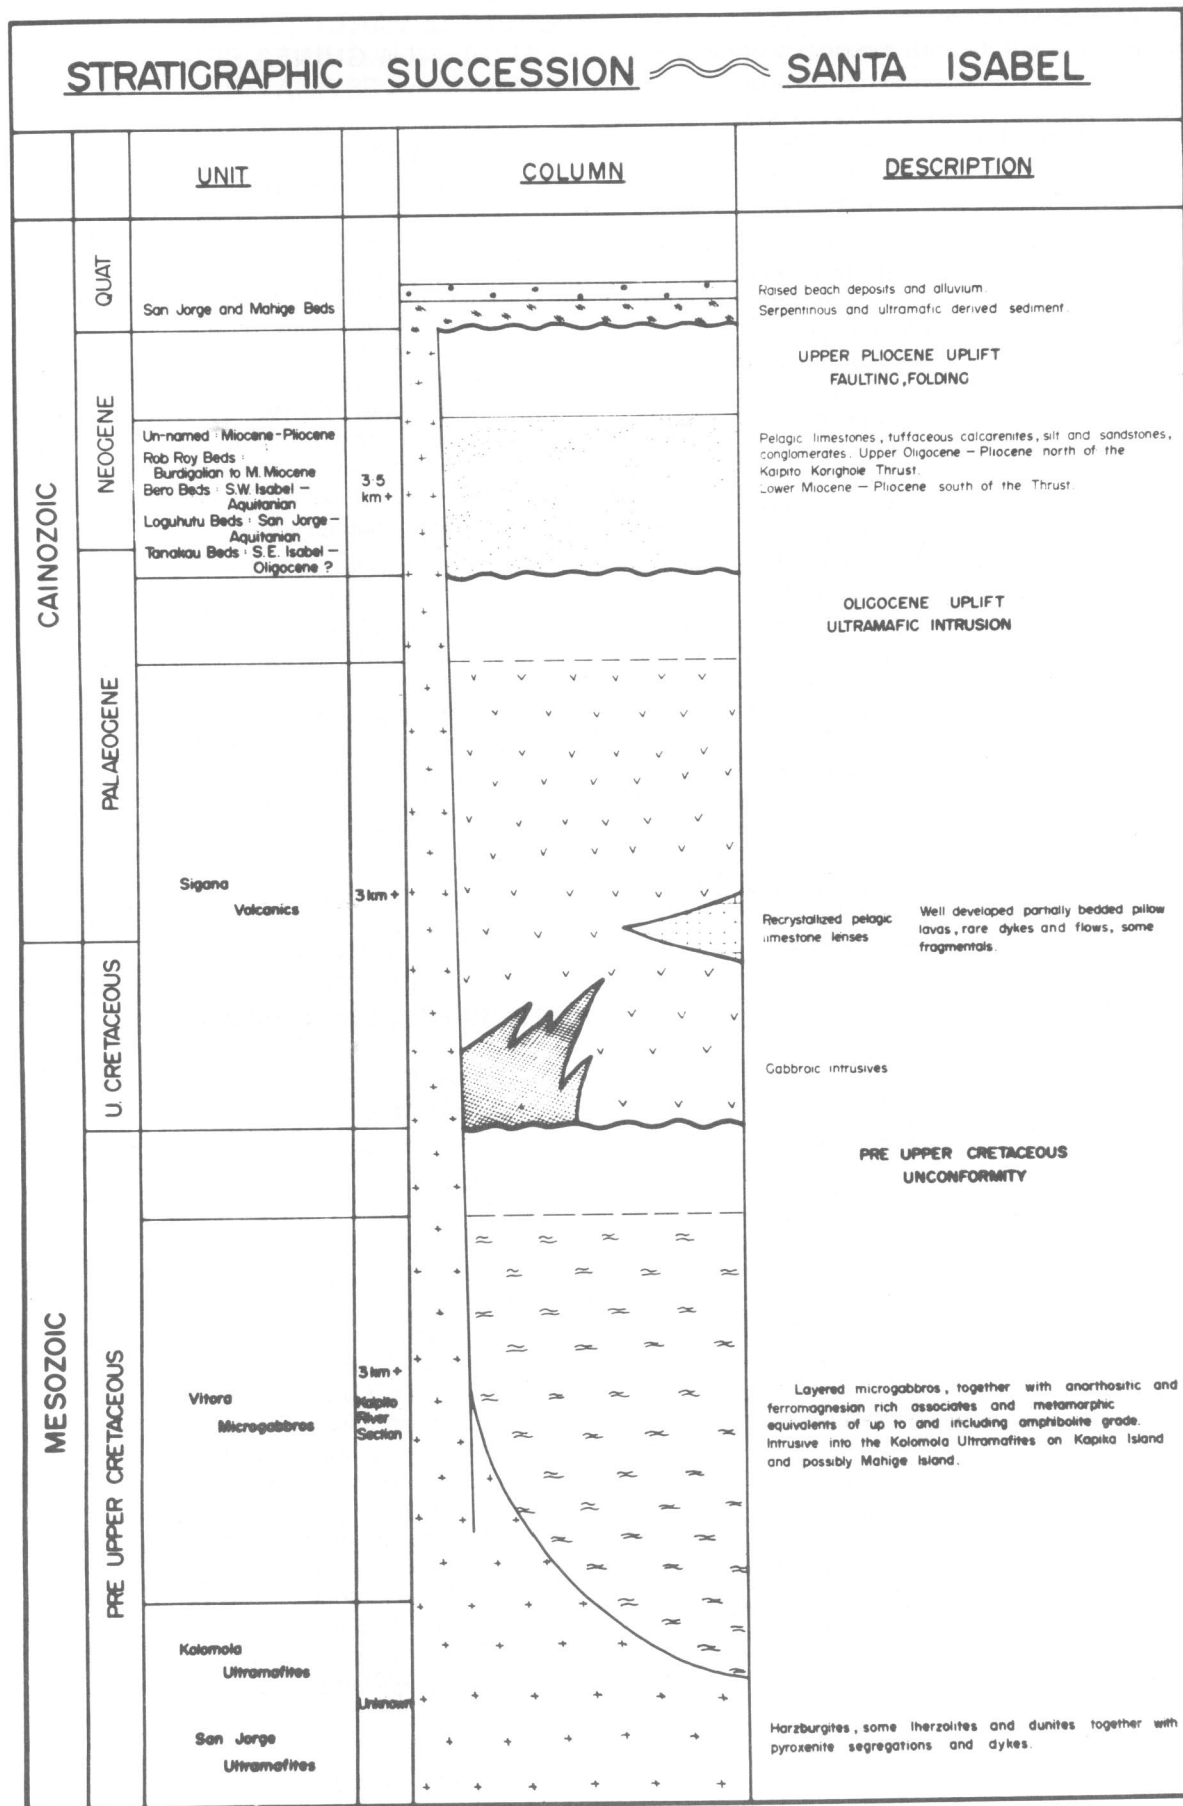 STRATIGRAPHIC SUCCESSION SANTA ISABEL
UNIT
COLUMN
DESCRIPTION
CAINOZOIC
MESOZOIC
QUAT
NEOGENE
PALAEOGENE
U. CRETACEOUS
PRE UPPER CRETACEOUS
San Jorge and Mahige Beds
Raised beach deposits and alluvium.
Serpentinous and ultramafic derived sediment.
UPPER PLIOCENE UPLIFT
FAULTING, FOLDING
Un-named : Miocene-Pliocene
Rob Roy Beds :
Burdigalian to M. Miocene
Bero Beds : S.W. Isabel –
Aquitanian
Loguhutu Beds : San Jorge –
Aquitanian
Tanakau Beds : S.E. Isabel –
Oligocene ?
3·5
km +
Pelagic limestones, tuffaceous calcarenites, silt and sandstones,
conglomerates. Upper Oligocene – Pliocene north of the
Kaipito Korighole Thrust.
Lower Miocene – Pliocene south of the Thrust.
OLIGOCENE UPLIFT
ULTRAMAFIC INTRUSION
Sigana
Volcanics
3 km +
Recrystallized pelagic
limestone lenses
Well developed partially bedded pillow
lavas, rare dykes and flows, some
fragmentals.
Gabbroic intrusives
PRE UPPER CRETACEOUS
UNCONFORMITY
Vitora
Microgabbros
3 km +
Kaipito
River
Section
Layered microgabbros, together with anorthositic and
ferromagnesian rich associates and metamorphic
equivalents of up to and including amphibolite grade.
Intrusive into the Kolomola Ultramafites on Kapika Island
and possibly Mahige Island.
Kolomola
Ultramafites
San Jorge
Ultramafites
Unknown
Harzburgites, some lherzolites and dunites together with
pyroxenite segregations and dykes.